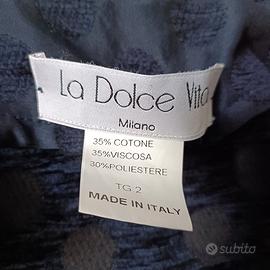 La Dolce Vita
Milano
35% COTONE
35%VISCOSA
30%POLIESTERE
TG 2
MADE IN ITALY
subito